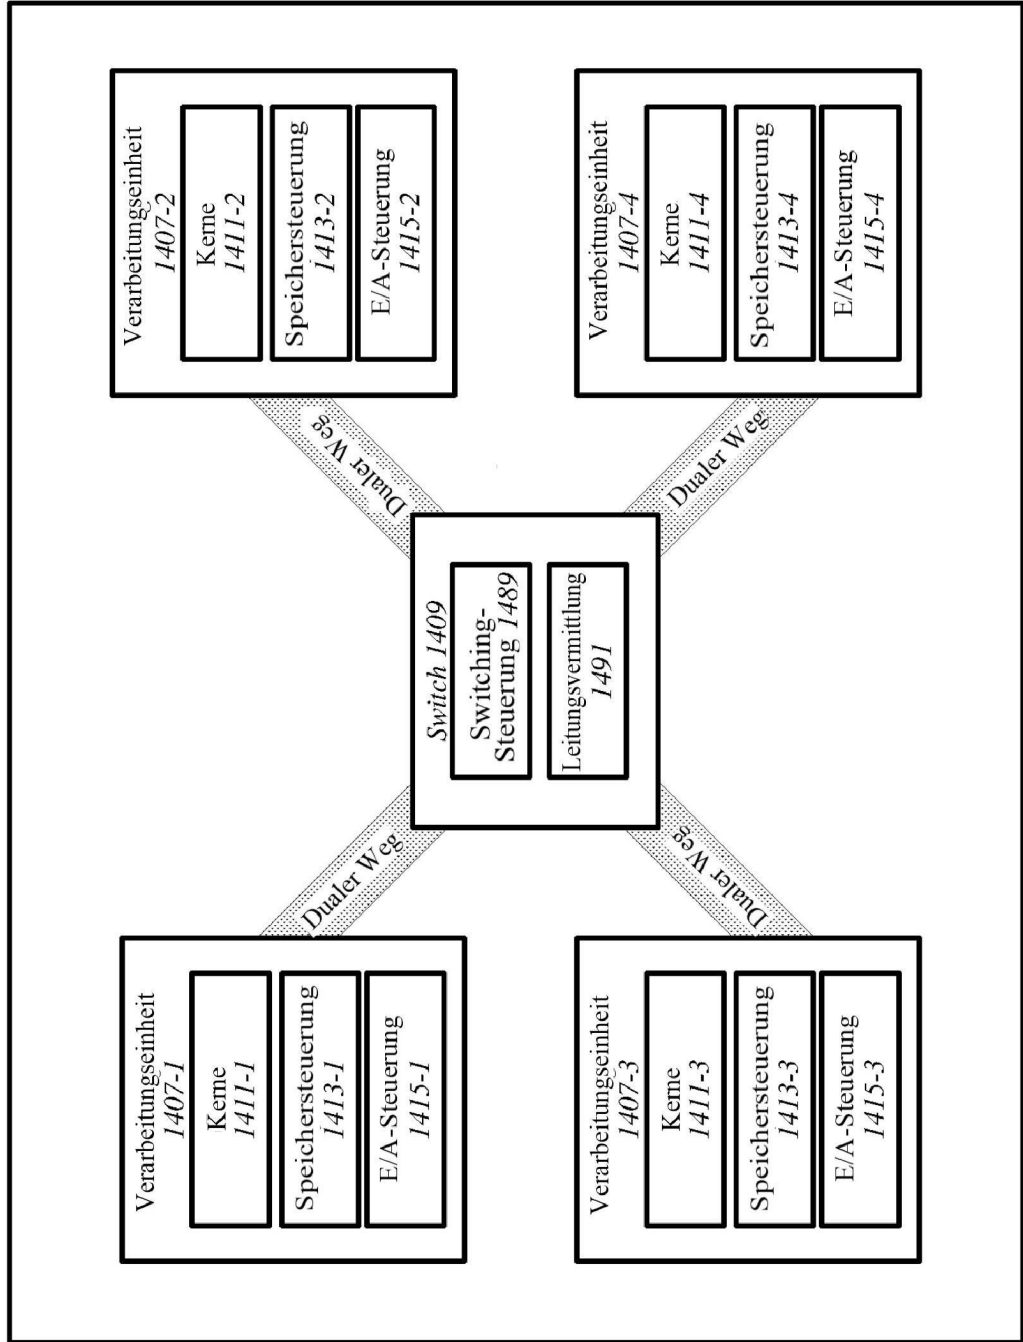 Verarbeitungseinheit
1407-1
Kerne
1411-1
Speichersteuerung
1413-1
E/A-Steuerung
1415-1
Dualer Weg
Verarbeitungseinheit
1407-2
Kerne
1411-2
Speichersteuerung
1413-2
E/A-Steuerung
1415-2
Dualer Weg
Switch 1409
Switching-
Steuerung 1489
Leitungsvermittlung
1491
Dualer Weg
Verarbeitungseinheit
1407-3
Kerne
1411-3
Speichersteuerung
1413-3
E/A-Steuerung
1415-3
Dualer Weg
Verarbeitungseinheit
1407-4
Kerne
1411-4
Speichersteuerung
1413-4
E/A-Steuerung
1415-4